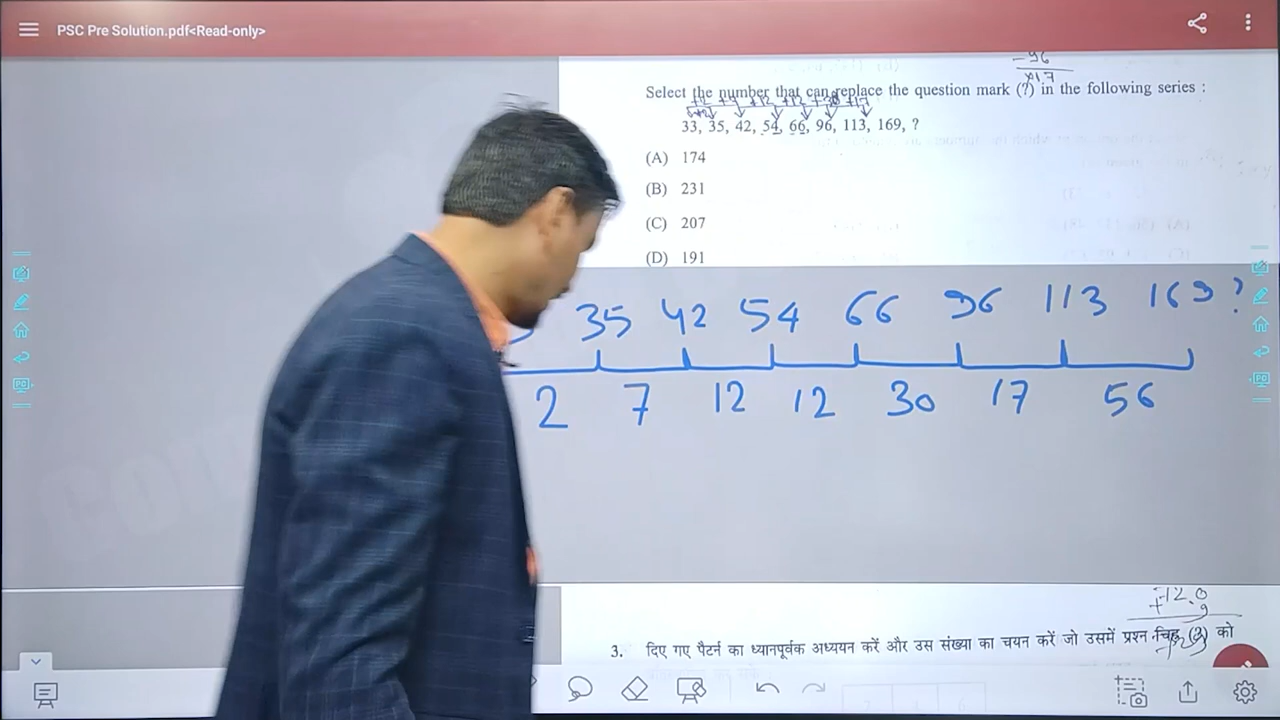 PSC Pre Solution.pdf<Read-only>
-96
Select the number that can replace the question mark (?) in the following series :
33, 35, 42, 54, 66, 96, 113, 169, ?
(A) 174
(B) 231
(C) 207
(D) 191
35 42 54 66 96 113 169 ?
2 7 12 12 30 17 56
3. दिए गए पैटर्न का ध्यानपूर्वक अध्ययन करें और उस संख्या का चयन करें जो उसमें प्रश्न चिह्न (?) को